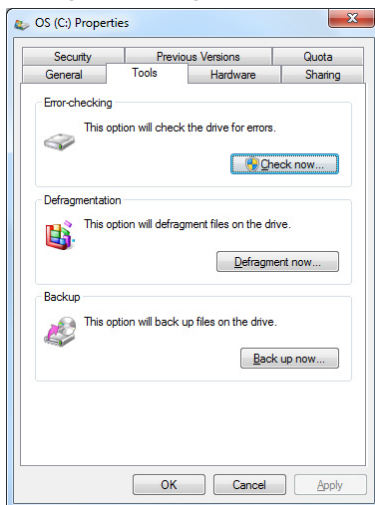 OS (C:) Properties
Security Previous Versions Quota
General Tools Hardware Sharing
Error-checking
This option will check the drive for errors.
Check now...
Defragmentation
This option will defragment files on the drive.
Defragment now...
Backup
This option will back up files on the drive.
Back up now...
OK Cancel Apply